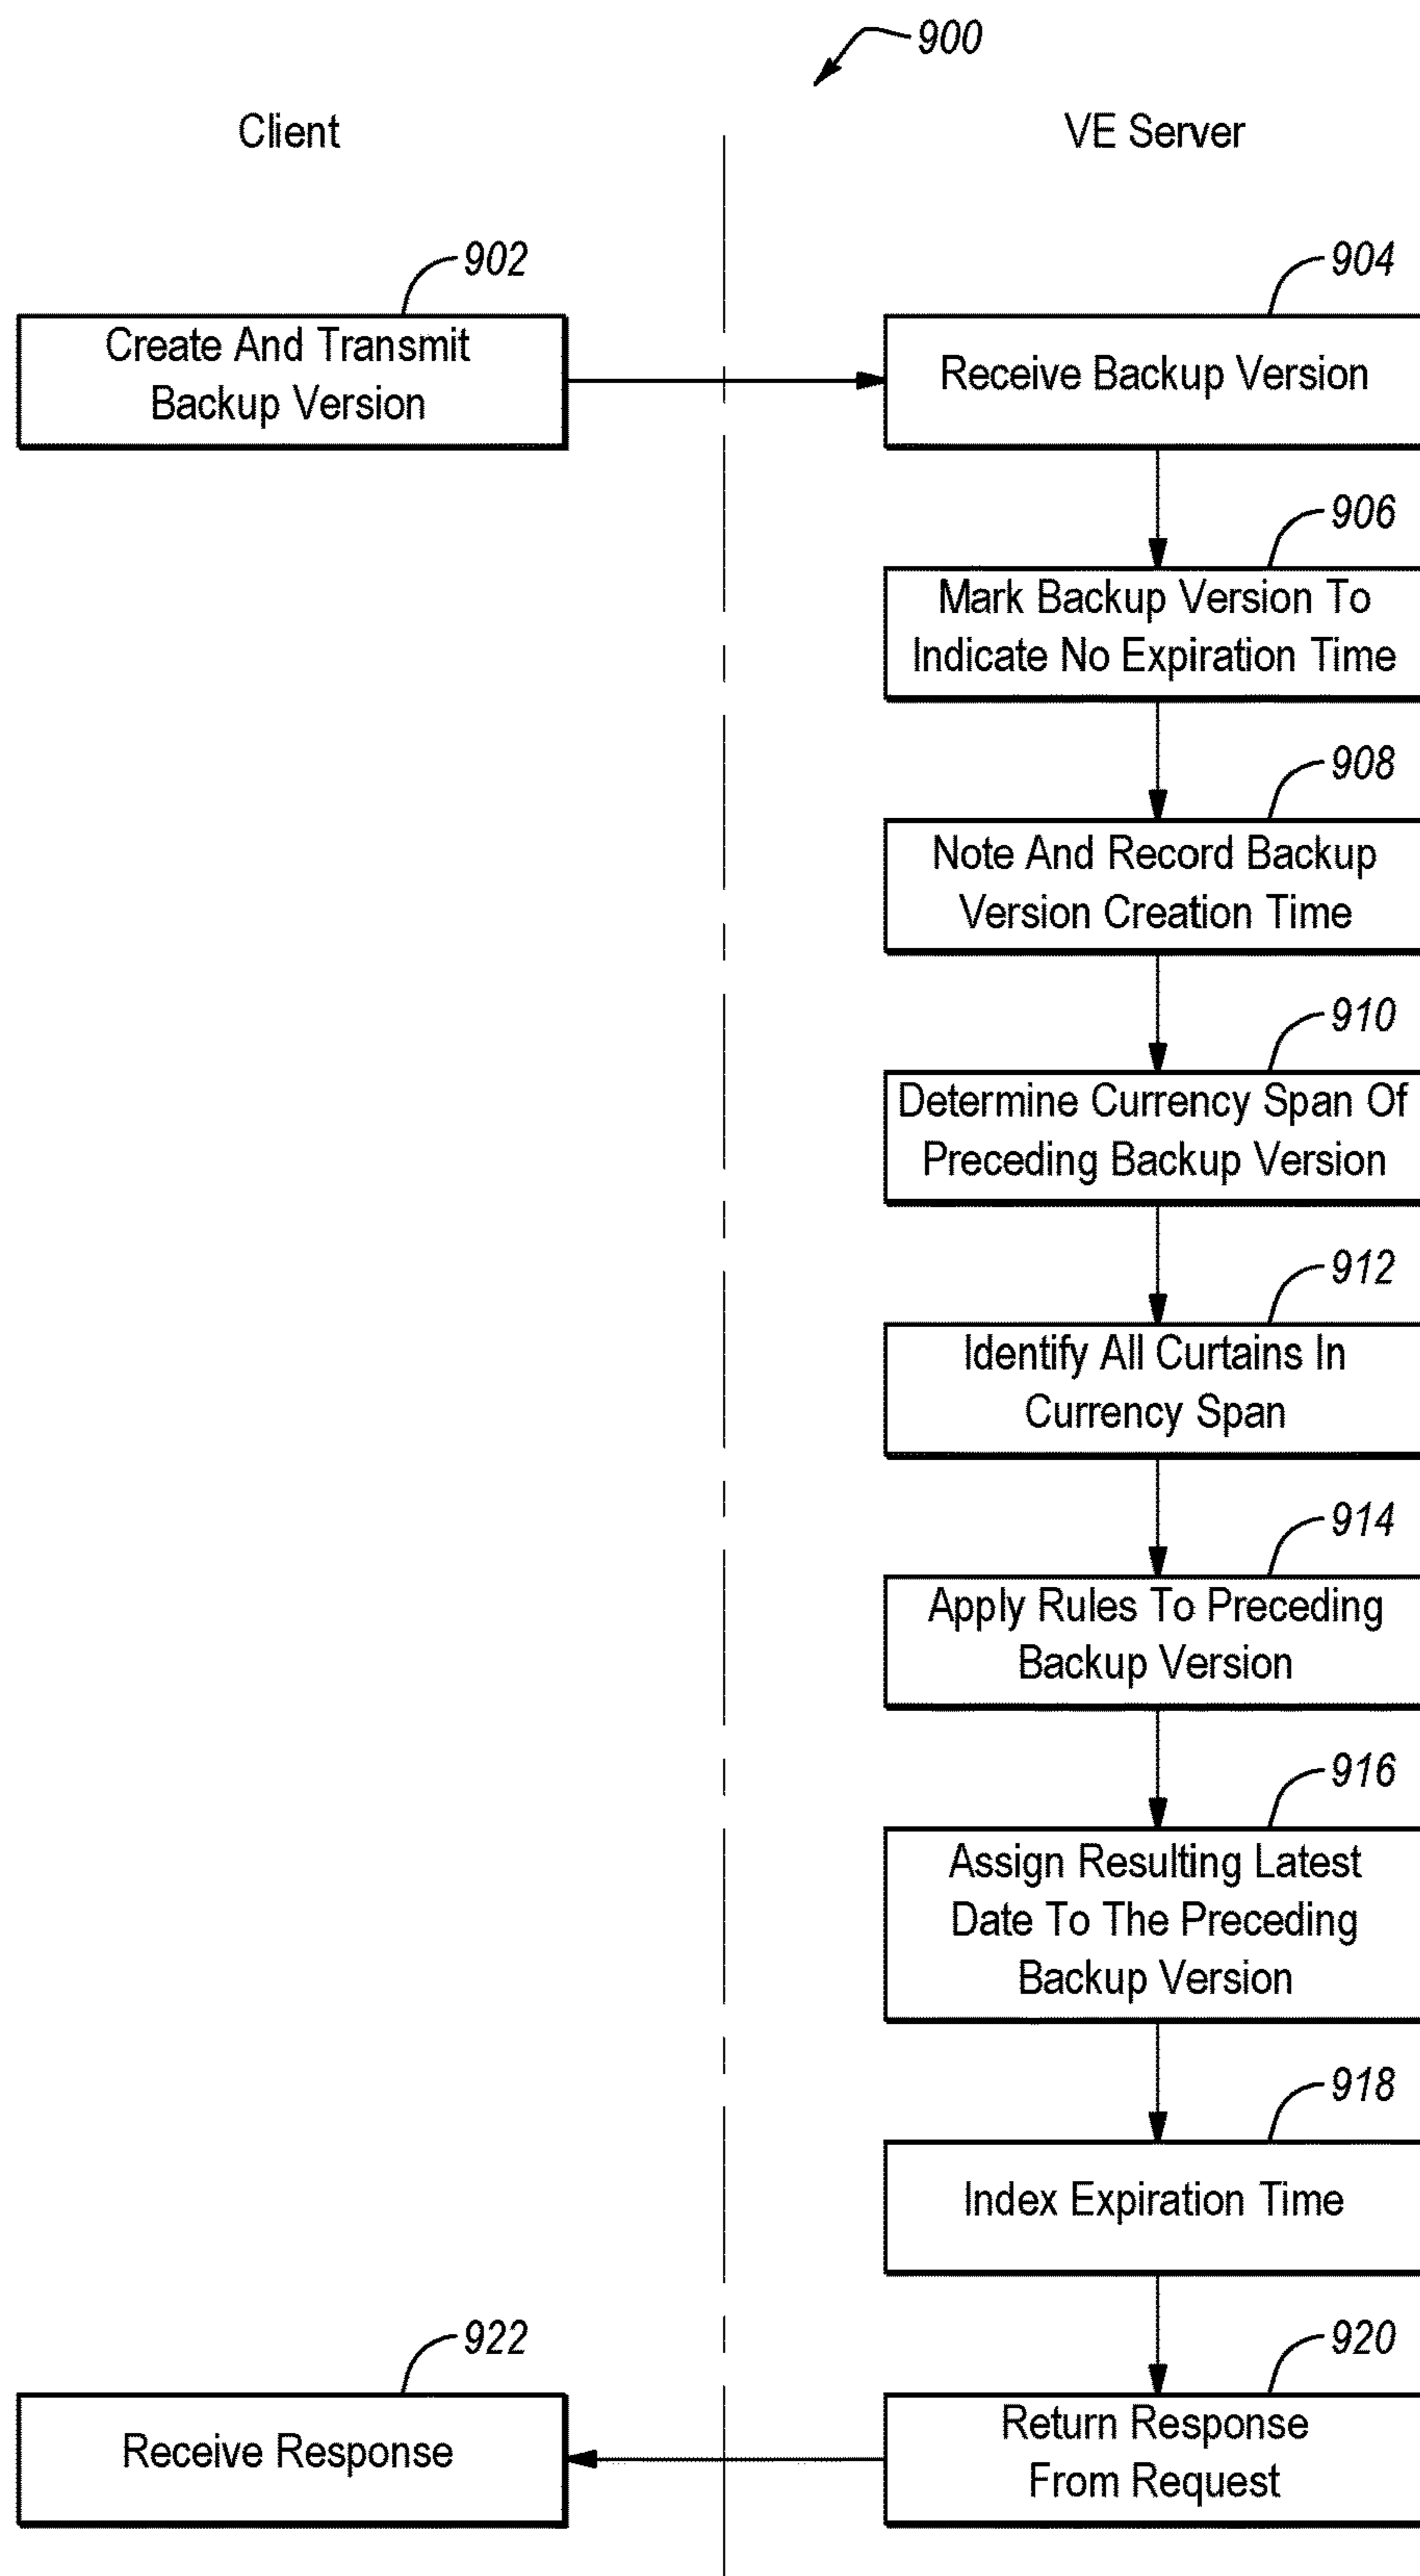 900
Client
VE Server
902
904
Create And Transmit
Backup Version
Receive Backup Version
906
Mark Backup Version To
Indicate No Expiration Time
908
Note And Record Backup
Version Creation Time
910
Determine Currency Span Of
Preceding Backup Version
912
Identify All Curtains In
Currency Span
914
Apply Rules To Preceding
Backup Version
916
Assign Resulting Latest
Date To The Preceding
Backup Version
918
Index Expiration Time
922
920
Receive Response
Return Response
From Request